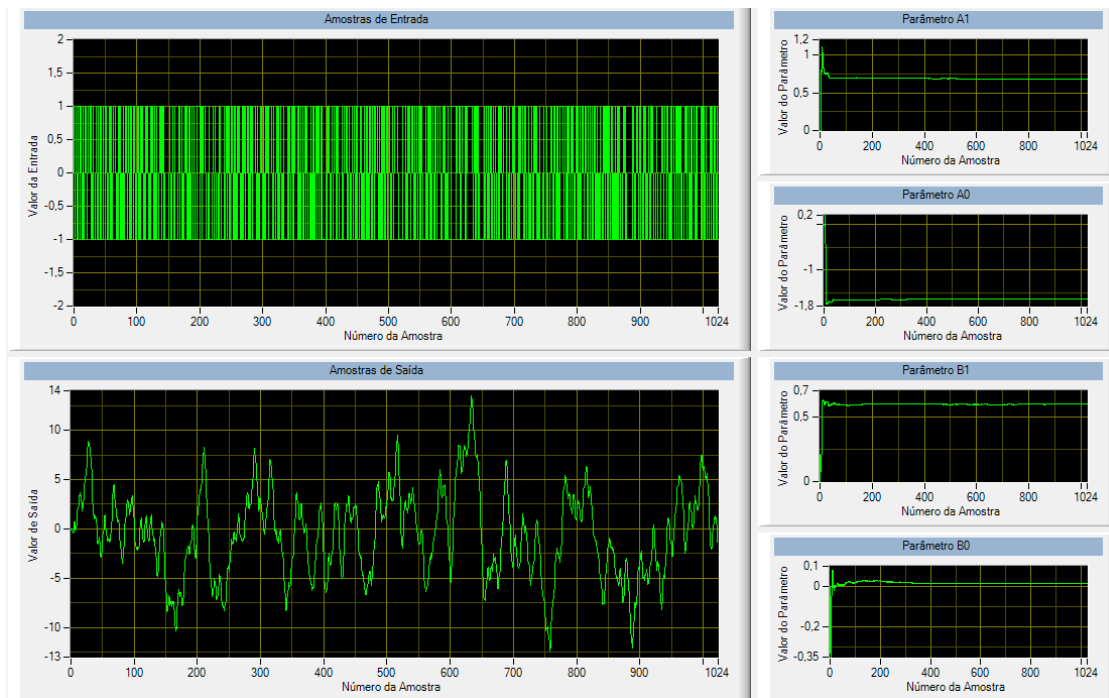 Amostras de Entrada
Valor da Entrada
2
1,5
1
0,5
0
-0,5
-1
-1,5
-2
0 100 200 300 400 500 600 700 800 900 1024
Número da Amostra
Amostras de Saída
Valor de Saída
14
10
5
0
-5
-10
-13
0 100 200 300 400 500 600 700 800 900 1024
Número da Amostra
Parâmetro A1
Valor do Parâmetro
1,2
0,5
0
0 200 400 600 800 1024
Número da Amostra
Parâmetro A0
Valor do Parâmetro
0,2
-1
-1,8
0 200 400 600 800 1024
Número da Amostra
Parâmetro B1
Valor do Parâmetro
0,7
0,5
0
0 200 400 600 800 1024
Número da Amostra
Parâmetro B0
Valor do Parâmetro
0,1
0
-0,2
-0,35
0 200 400 600 800 1024
Número da Amostra